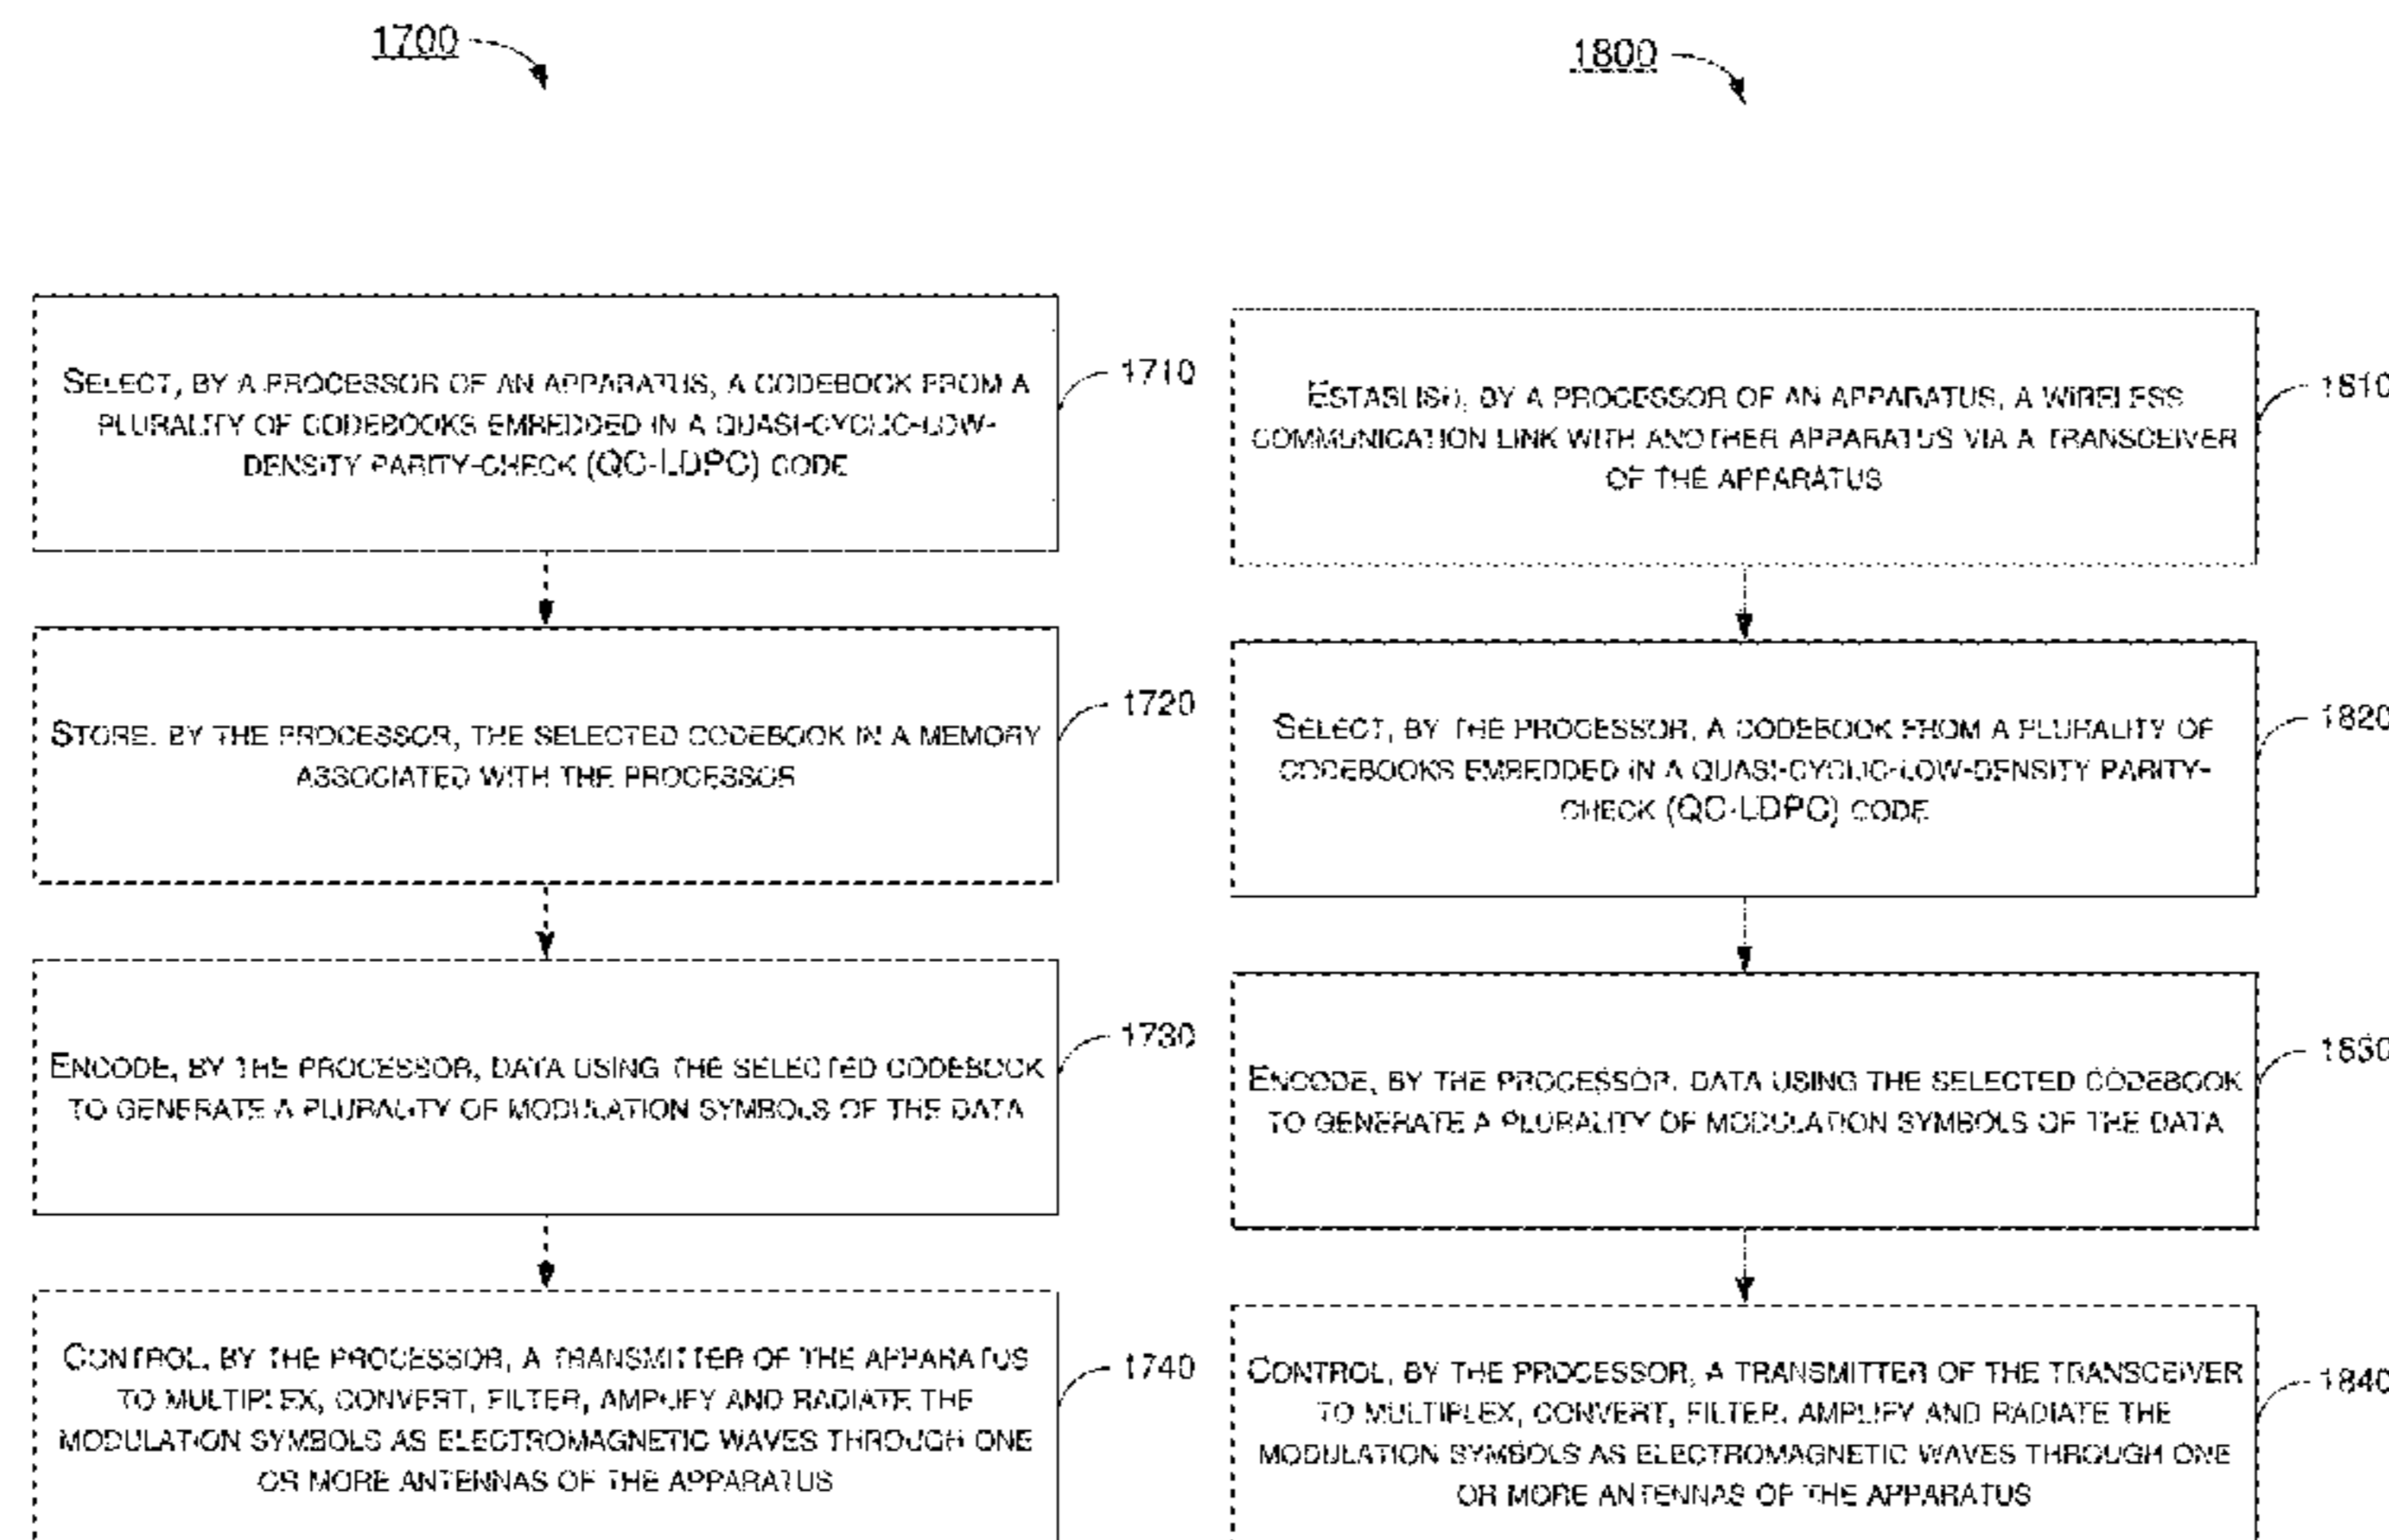 1700
SELECT, BY A PROCESSOR OF AN APPARATUS, A CODEBOOK FROM A
PLURALITY OF CODEBOOKS EMBEDDED IN A QUASI-CYCLIC-LOW-
DENSITY PARITY-CHECK (QC-LDPC) CODE
1710
STORE, BY THE PROCESSOR, THE SELECTED CODEBOOK IN A MEMORY
ASSOCIATED WITH THE PROCESSOR
1720
ENCODE, BY THE PROCESSOR, DATA USING THE SELECTED CODEBOOK
TO GENERATE A PLURALITY OF MODULATION SYMBOLS OF THE DATA
1730
CONTROL, BY THE PROCESSOR, A TRANSMITTER OF THE APPARATUS
TO MULTIPLEX, CONVERT, FILTER, AMPLIFY AND RADIATE THE
MODULATION SYMBOLS AS ELECTROMAGNETIC WAVES THROUGH ONE
OR MORE ANTENNAS OF THE APPARATUS
1740
1800
ESTABLISH, BY A PROCESSOR OF AN APPARATUS, A WIRELESS
COMMUNICATION LINK WITH ANOTHER APPARATUS VIA A TRANSCEIVER
OF THE APPARATUS
1810
SELECT, BY THE PROCESSOR, A CODEBOOK FROM A PLURALITY OF
CODEBOOKS EMBEDDED IN A QUASI-CYCLIC-LOW-DENSITY PARITY-
CHECK (QC-LDPC) CODE
1820
ENCODE, BY THE PROCESSOR, DATA USING THE SELECTED CODEBOOK
TO GENERATE A PLURALITY OF MODULATION SYMBOLS OF THE DATA
1830
CONTROL, BY THE PROCESSOR, A TRANSMITTER OF THE TRANSCEIVER
TO MULTIPLEX, CONVERT, FILTER, AMPLIFY AND RADIATE THE
MODULATION SYMBOLS AS ELECTROMAGNETIC WAVES THROUGH ONE
OR MORE ANTENNAS OF THE APPARATUS
1840